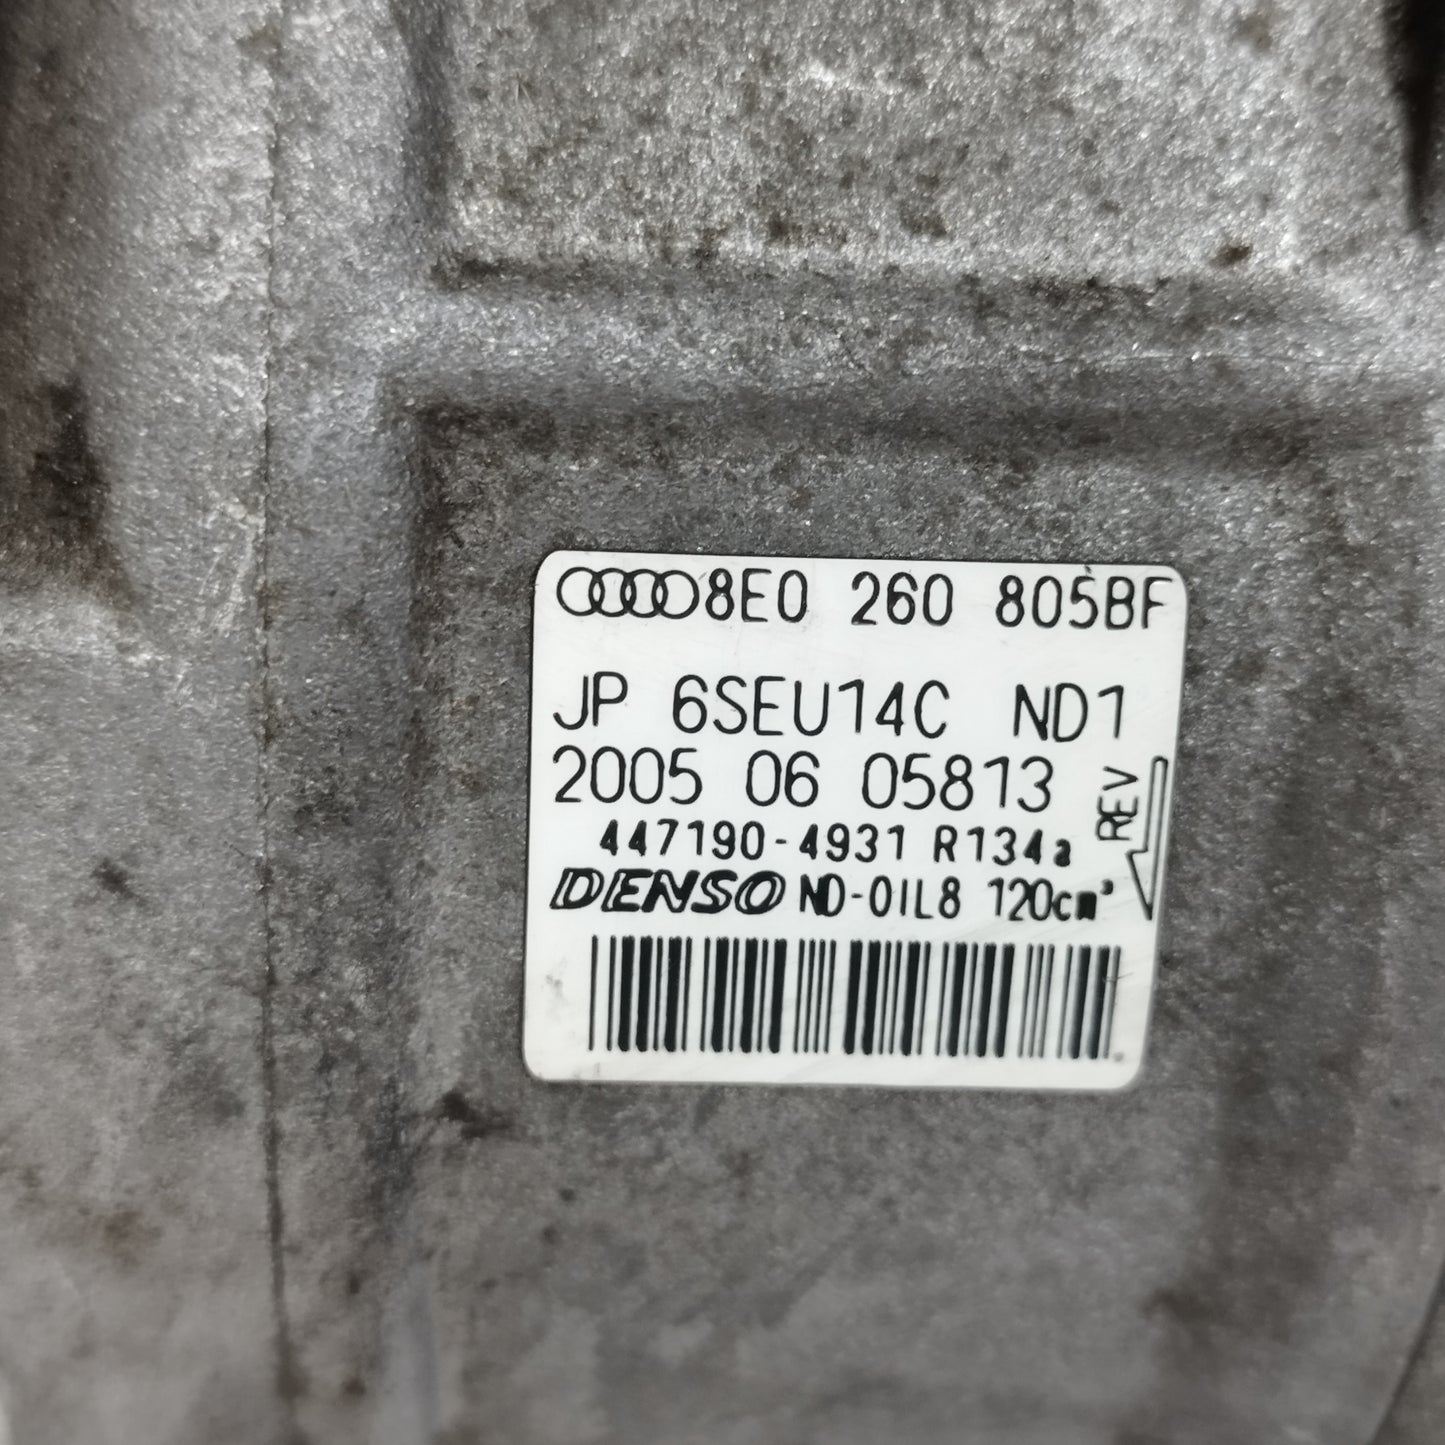 8E0 260 805BF
JP 6SEU14C ND1
2005 06 05813
REV
447190-4931 R134a
DENSO ND-OIL8 120cm³